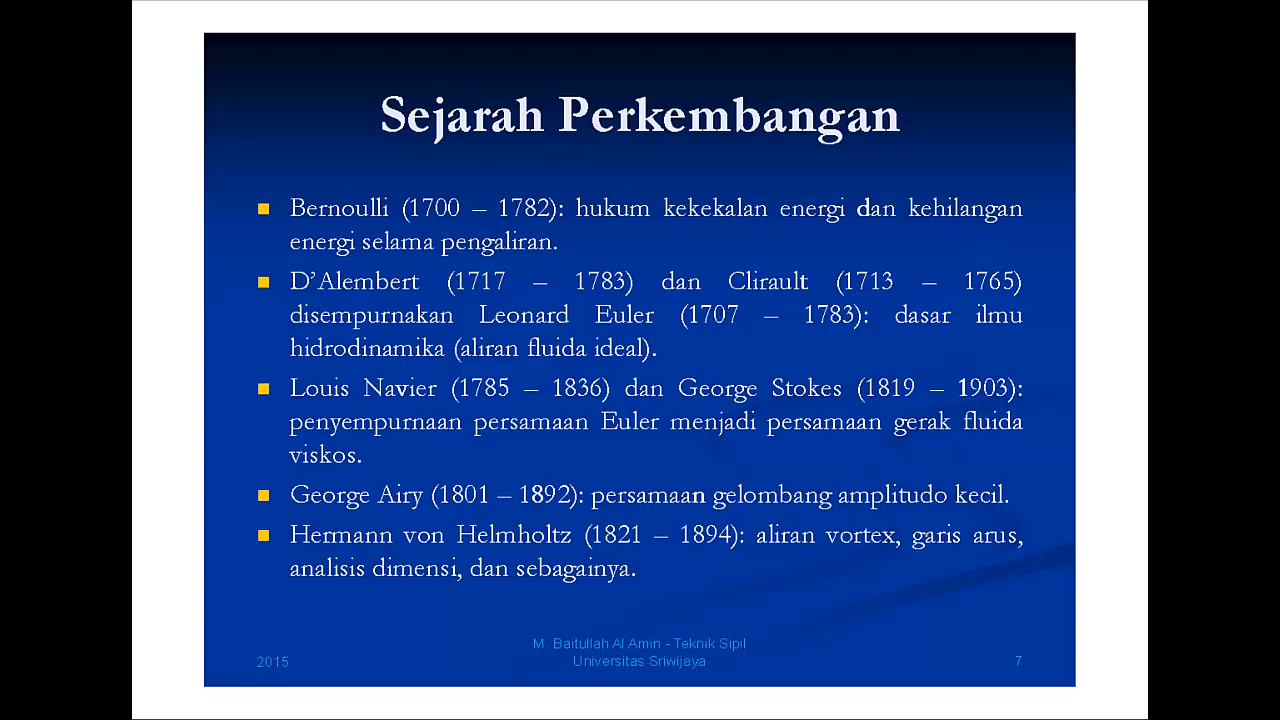 Sejarah Perkembangan
Bernoulli (1700 – 1782): hukum kekekalan energi dan kehilangan
energi selama pengaliran.
D’Alembert (1717 – 1783) dan Clirault (1713 – 1765)
disempurnakan Leonard Euler (1707 – 1783): dasar ilmu
hidrodinamika (aliran fluida ideal).
Louis Navier (1785 – 1836) dan George Stokes (1819 – 1903):
penyempurnaan persamaan Euler menjadi persamaan gerak fluida
viskos.
George Airy (1801 – 1892): persamaan gelombang amplitudo kecil.
Hermann von Helmholtz (1821 – 1894): aliran vortex, garis arus,
analisis dimensi, dan sebagainya.
M. Baitullah Al Amin - Teknik Sipil
2015 Universitas Sriwijaya 7